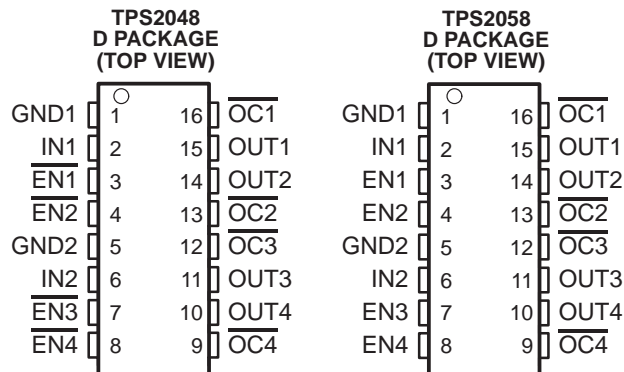 TPS2048
D PACKAGE
(TOP VIEW)
GND1 1 16 OC1
IN1 2 15 OUT1
EN1 3 14 OUT2
EN2 4 13 OC2
GND2 5 12 OC3
IN2 6 11 OUT3
EN3 7 10 OUT4
EN4 8 9 OC4
TPS2058
D PACKAGE
(TOP VIEW)
GND1 1 16 OC1
IN1 2 15 OUT1
EN1 3 14 OUT2
EN2 4 13 OC2
GND2 5 12 OC3
IN2 6 11 OUT3
EN3 7 10 OUT4
EN4 8 9 OC4